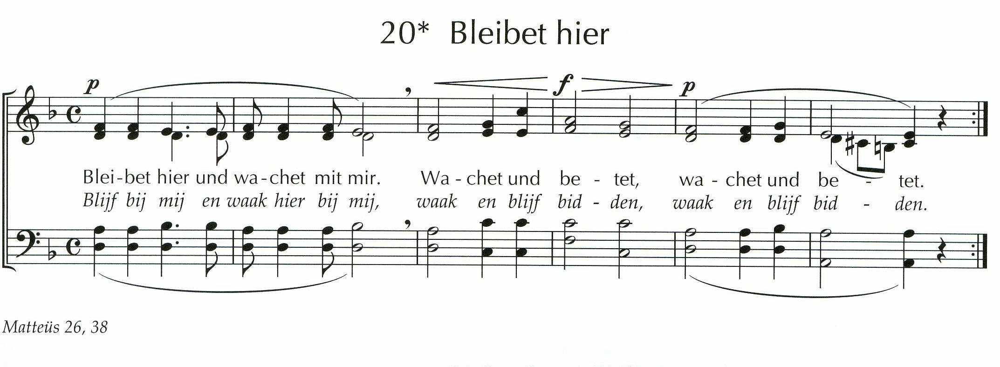 20* Bleibet hier
p f p
Blei-bet hier und wa-chet mit mir. Wa - chet und be - tet, wa - chet und be - tet.
Blijf bij mij en waak hier bij mij, waak en blijf bid - den, waak en blijf bid - den.
Matteüs 26, 38